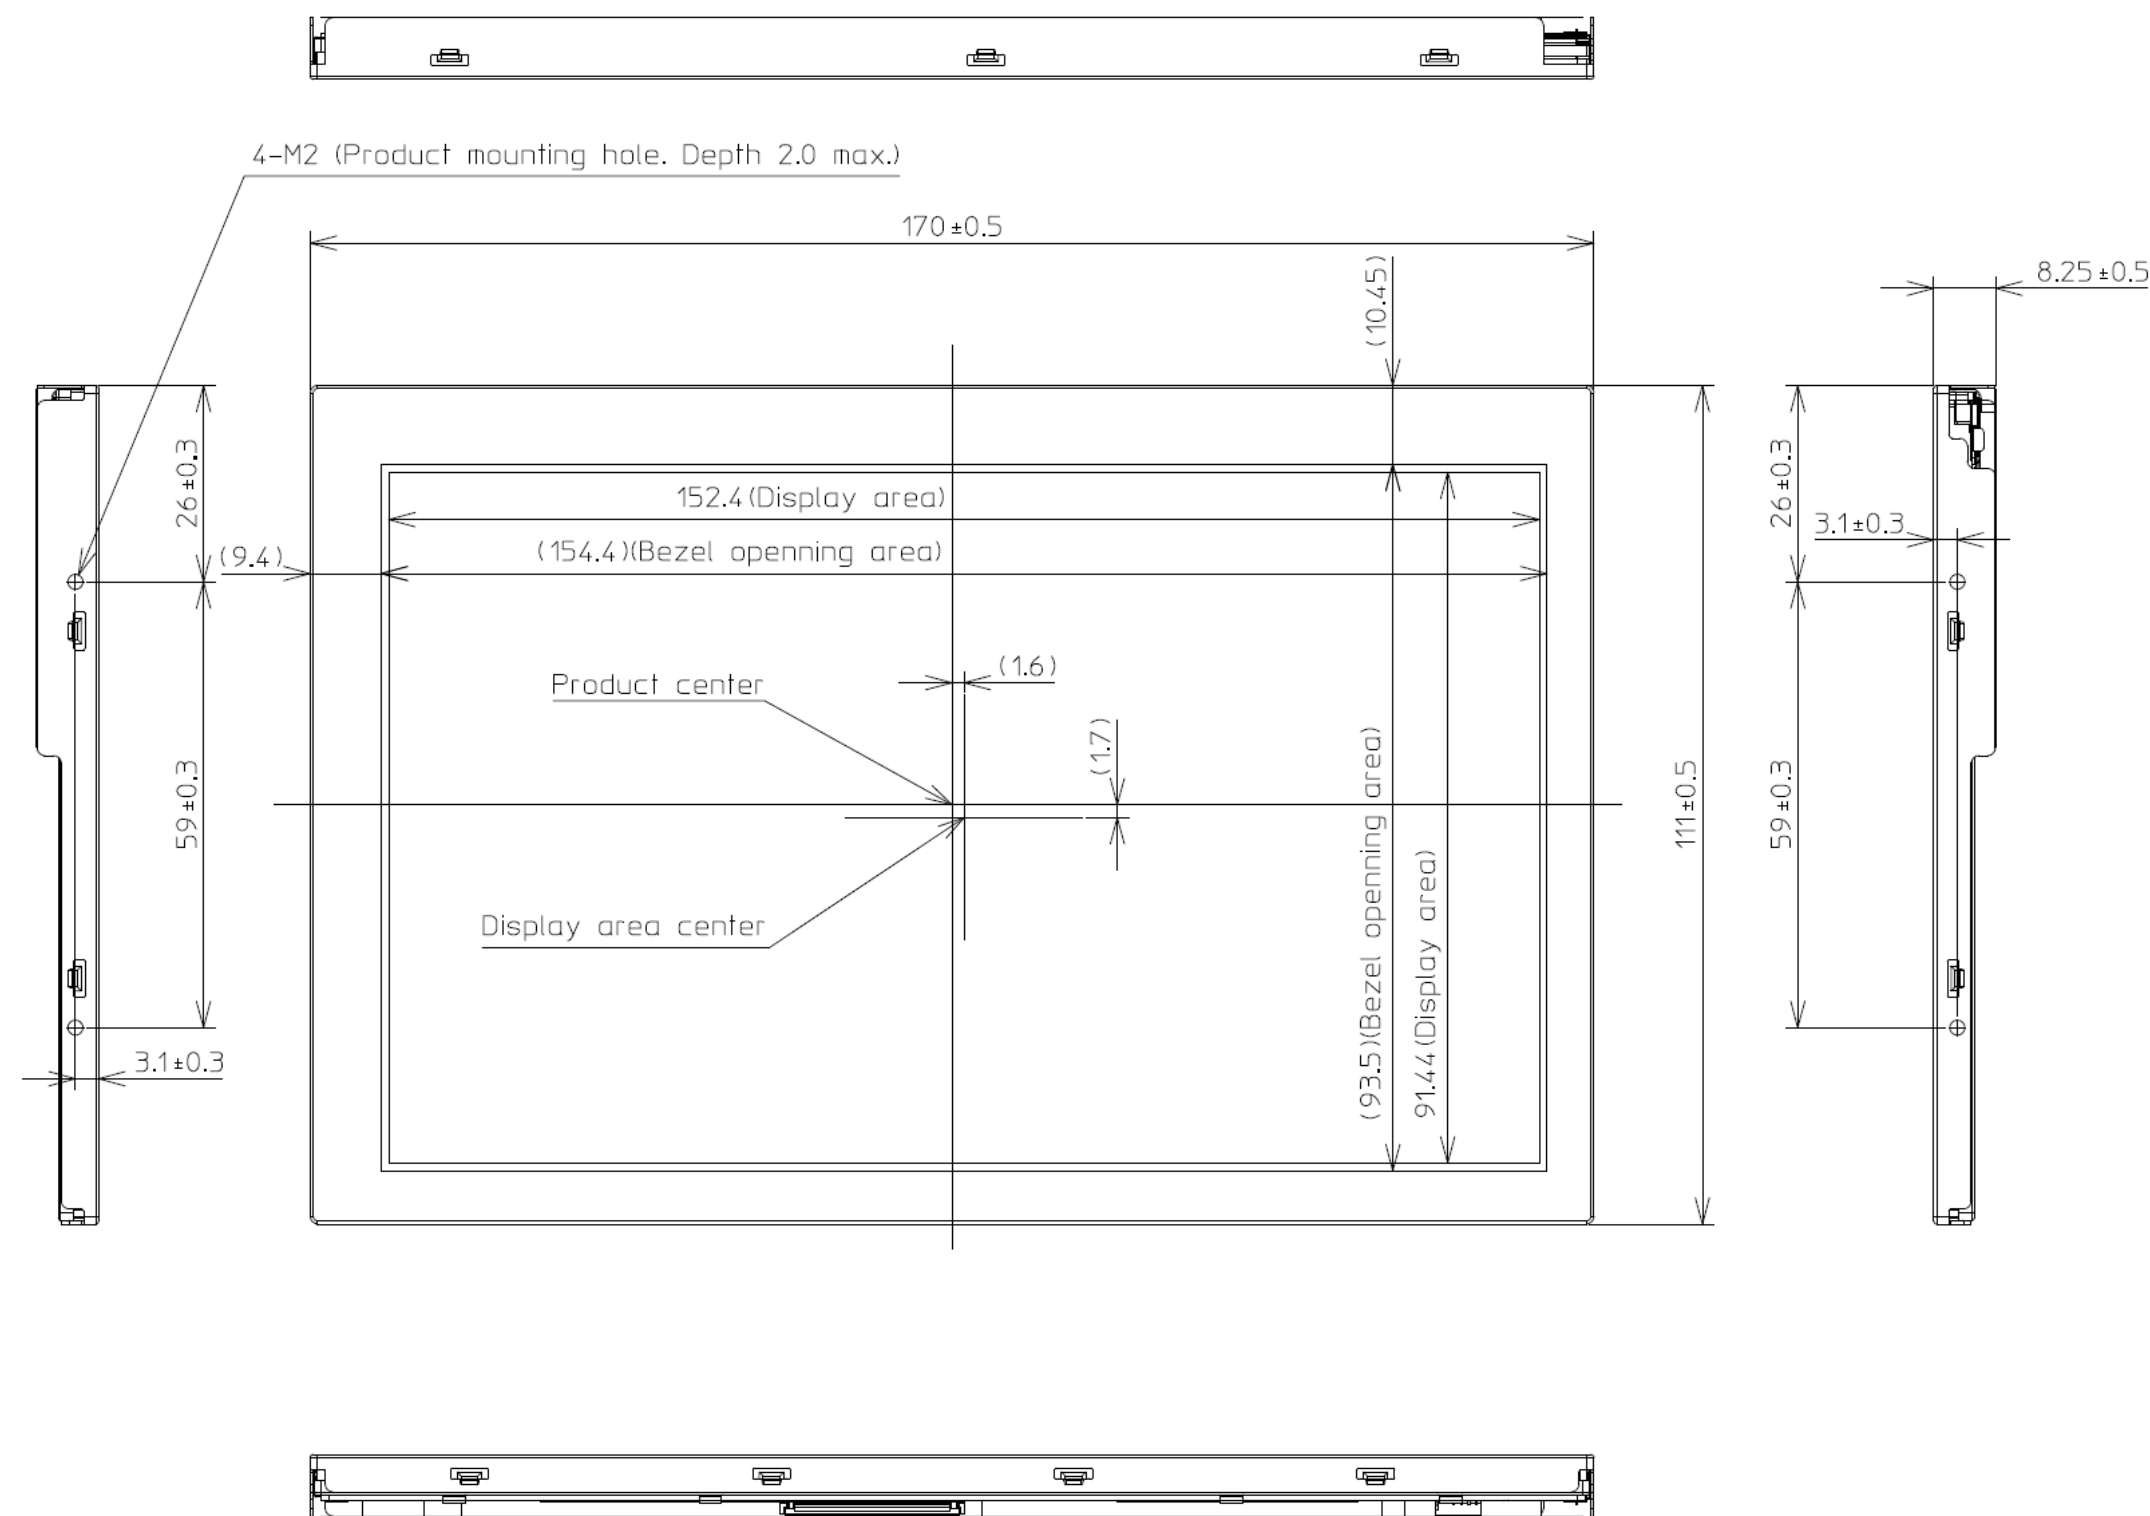 4-M2 (Product mounting hole. Depth 2.0 max.)
170±0.5
(10.45)
8.25±0.5
26±0.3
26±0.3
152.4(Display area)
3.1±0.3
(9.4)
(154.4)(Bezel openning area)
(1.6)
Product center
(1.7)
59±0.3
(93.5)(Bezel openning area)
91.44(Display area)
111±0.5
59±0.3
Display area center
3.1±0.3